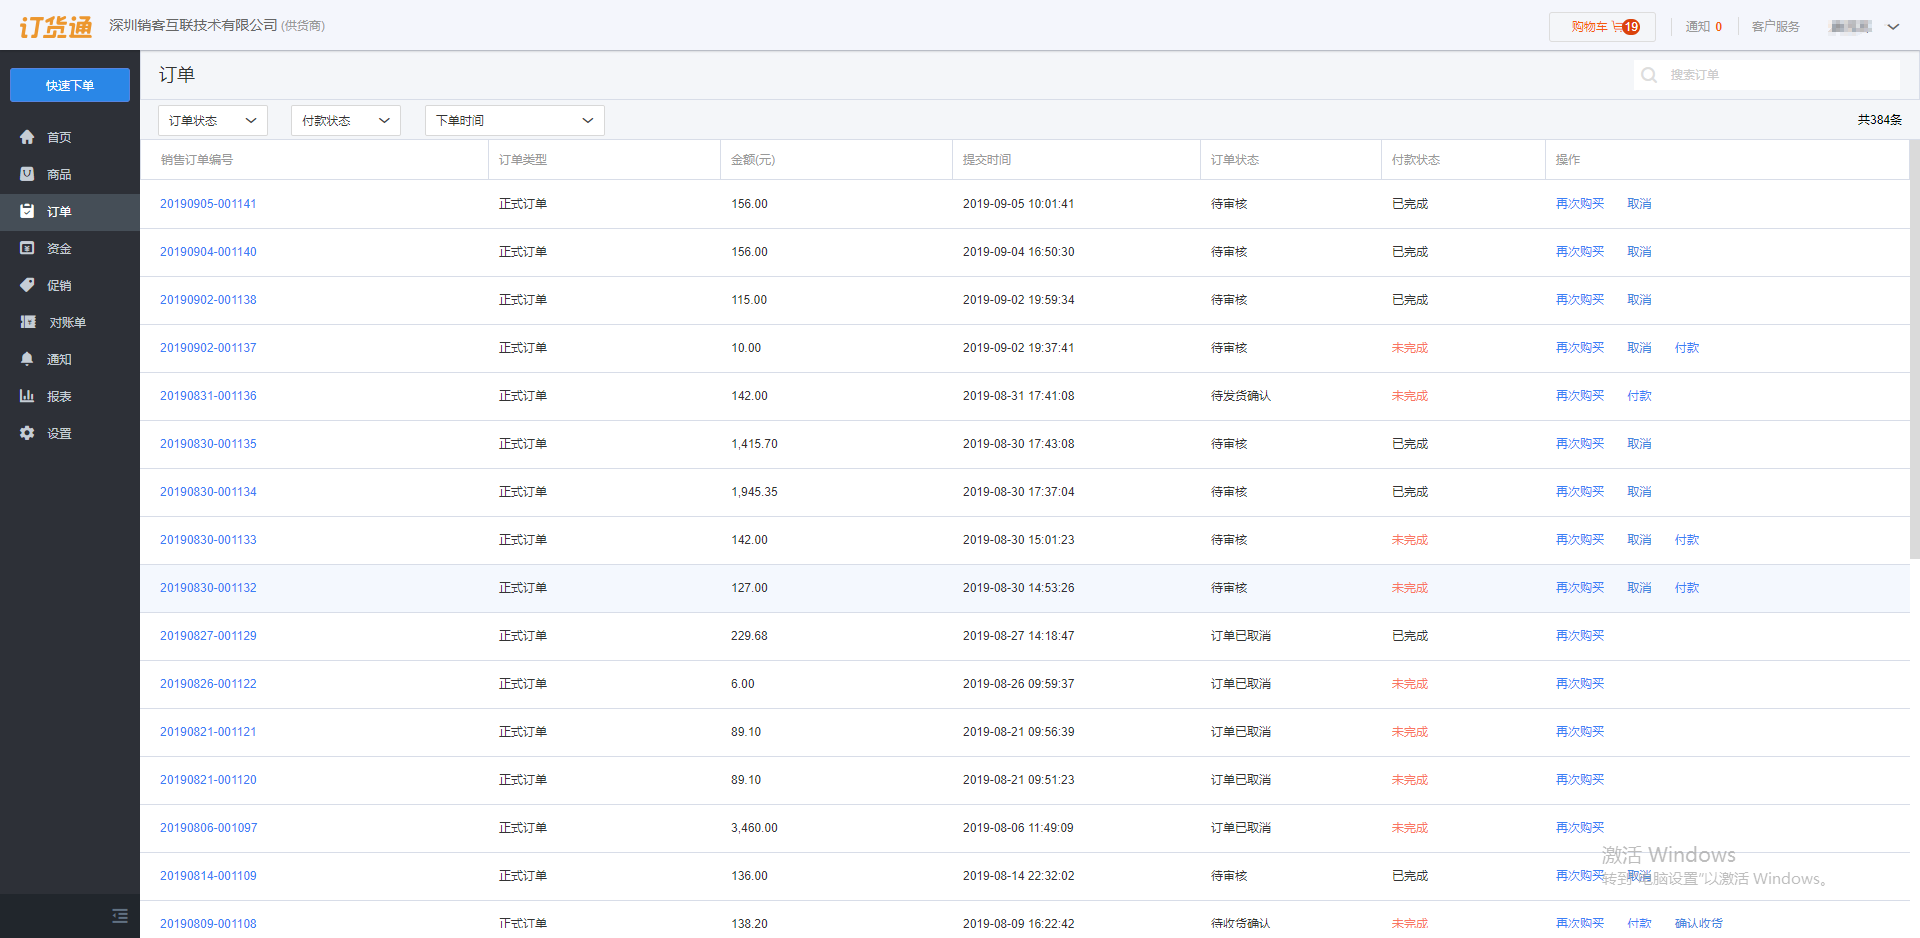 订货通 深圳销客互联技术有限公司 (供货商) 购物车 19 通知 0 客户服务
快速下单
首页
商品
订单
资金
促销
对账单
通知
报表
设置
订单 搜索订单
订单状态 付款状态 下单时间 共384条
销售订单编号 订单类型 金额(元) 提交时间 订单状态 付款状态 操作
20190905-001141 正式订单 156.00 2019-09-05 10:01:41 待审核 已完成 再次购买 取消
20190904-001140 正式订单 156.00 2019-09-04 16:50:30 待审核 已完成 再次购买 取消
20190902-001138 正式订单 115.00 2019-09-02 19:59:34 待审核 已完成 再次购买 取消
20190902-001137 正式订单 10.00 2019-09-02 19:37:41 待审核 未完成 再次购买 取消 付款
20190831-001136 正式订单 142.00 2019-08-31 17:41:08 待发货确认 未完成 再次购买 付款
20190830-001135 正式订单 1,415.70 2019-08-30 17:43:08 待审核 已完成 再次购买 取消
20190830-001134 正式订单 1,945.35 2019-08-30 17:37:04 待审核 已完成 再次购买 取消
20190830-001133 正式订单 142.00 2019-08-30 15:01:23 待审核 未完成 再次购买 取消 付款
20190830-001132 正式订单 127.00 2019-08-30 14:53:26 待审核 未完成 再次购买 取消 付款
20190827-001129 正式订单 229.68 2019-08-27 14:18:47 订单已取消 已完成 再次购买
20190826-001122 正式订单 6.00 2019-08-26 09:59:37 订单已取消 未完成 再次购买
20190821-001121 正式订单 89.10 2019-08-21 09:56:39 订单已取消 未完成 再次购买
20190821-001120 正式订单 89.10 2019-08-21 09:51:23 订单已取消 未完成 再次购买
20190806-001097 正式订单 3,460.00 2019-08-06 11:49:09 订单已取消 未完成 再次购买
20190814-001109 正式订单 136.00 2019-08-14 22:32:02 待审核 已完成 再次购买 取消
20190809-001108 正式订单 138.20 2019-08-09 16:22:42 待收货确认 未完成 再次购买 付款 确认收货
激活 Windows
转到"电脑设置"以激活 Windows。